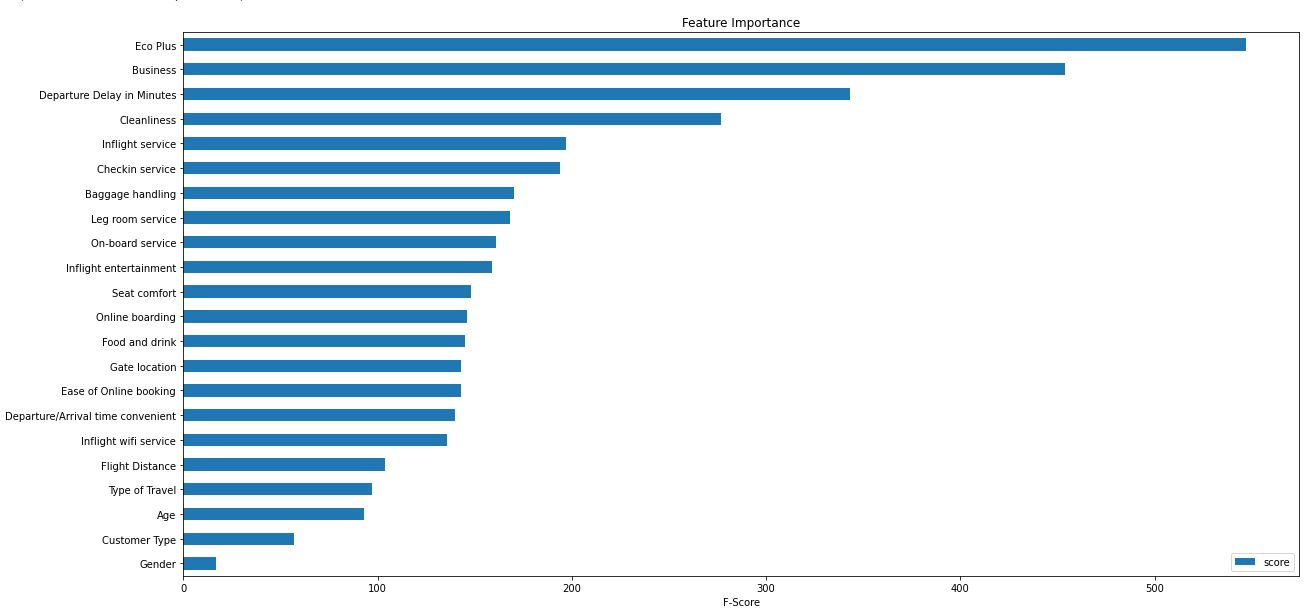 Feature Importance
Eco Plus
Business
Departure Delay in Minutes
Cleanliness
Inflight service
Checkin service
Baggage handling
Leg room service
On-board service
Inflight entertainment
Seat comfort
Online boarding
Food and drink
Gate location
Ease of Online booking
Departure/Arrival time convenient
Inflight wifi service
Flight Distance
Type of Travel
Age
Customer Type
Gender
score
0 100 200 300 400 500
F-Score